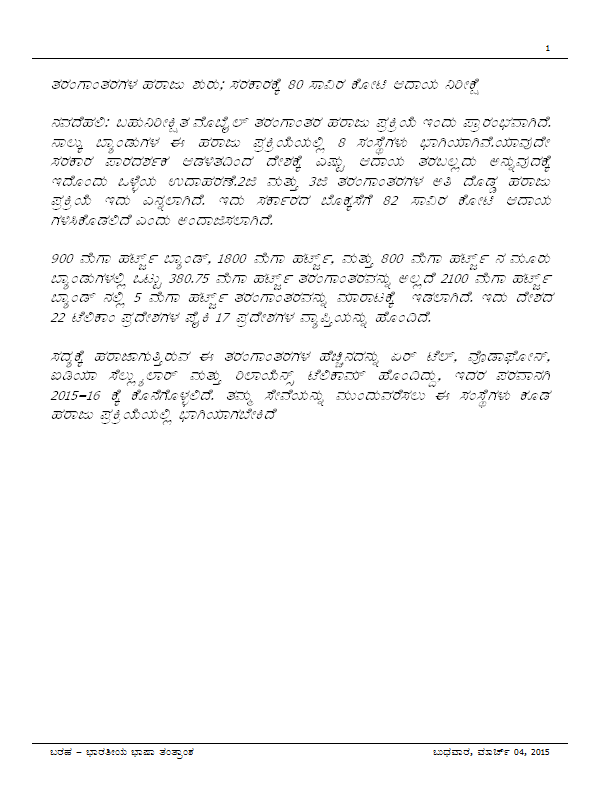 1
ತರಂಗಾಂತರಗಳ ಹರಾಜು ಶುರು; ಸರಕಾರಕ್ಕೆ 80 ಸಾವಿರ ಕೋಟಿ ಆದಾಯ ನಿರೀಕ್ಷೆ
ನವದೆಹಲಿ: ಬಹುನಿರೀಕ್ಷಿತ ಮೊಬೈಲ್ ತರಂಗಾಂತರ ಹರಾಜು ಪ್ರಕ್ರಿಯೆ ಇಂದು ಪ್ರಾರಂಭವಾಗಿದೆ.
ನಾಲ್ಕು ಬ್ಯಾಂಡುಗಳ ಈ ಹರಾಜು ಪ್ರಕ್ರಿಯೆಯಲ್ಲಿ 8 ಸಂಸ್ಥೆಗಳು ಭಾಗಿಯಾಗಿವೆ.ಯಾವುದೇ
ಸರಕಾರ ಪಾರದರ್ಶಕ ಆಡಳಿತದಿಂದ ದೇಶಕ್ಕೆ ಎಷ್ಟು ಆದಾಯ ತರಬಲ್ಲದು ಅನ್ನುವುದಕ್ಕೆ
ಇದೊಂದು ಒಳ್ಳೆಯ ಉದಾಹರಣೆ.2ಜಿ ಮತ್ತು 3ಜಿ ತರಂಗಾಂತರಗಳ ಅತಿ ದೊಡ್ಡ ಹರಾಜು
ಪ್ರಕ್ರಿಯೆ ಇದು ಎನ್ನಲಾಗಿದೆ. ಇದು ಸರ್ಕಾರದ ಬೊಕ್ಕಸೆಗೆ 82 ಸಾವಿರ ಕೋಟಿ ಆದಾಯ
ಗಳಿಸಿಕೊಡಲಿದೆ ಎಂದು ಅಂದಾಜಿಸಲಾಗಿದೆ.
900 ಮೆಗಾ ಹರ್ಟ್ಜ್ ಬ್ಯಾಂಡ್, 1800 ಮೆಗಾ ಹರ್ಟ್ಜ್, ಮತ್ತು 800 ಮೆಗಾ ಹರ್ಟ್ಜ್ ನ ಮೂರು
ಬ್ಯಾಂಡುಗಳಲ್ಲಿ ಒಟ್ಟು 380.75 ಮೆಗಾ ಹರ್ಟ್ಜ್ ತರಂಗಾಂತರವನ್ನು ಅಲ್ಲದೆ 2100 ಮೆಗಾ ಹರ್ಟ್ಜ್
ಬ್ಯಾಂಡ್ ನಲ್ಲಿ 5 ಮೆಗಾ ಹರ್ಟ್ಜ್ ತರಂಗಾಂತರವನ್ನು ಮಾರಾಟಕ್ಕೆ ಇಡಲಾಗಿದೆ. ಇದು ದೇಶದ
22 ಟೆಲಿಕಾಂ ಪ್ರದೇಶಗಳ ಪೈಕಿ 17 ಪ್ರದೇಶಗಳ ವ್ಯಾಪ್ತಿಯನ್ನು ಹೊಂದಿದೆ.
ಸದ್ಯಕ್ಕೆ ಹರಾಜಾಗುತ್ತಿರುವ ಈ ತರಂಗಾಂತರಗಳ ಹೆಚ್ಚಿನದನ್ನು ಏರ್ ಟೆಲ್, ವೊಡಾಫೋನ್,
ಐಡಿಯಾ ಸೆಲ್ಲ್ಯುಲಾರ್ ಮತ್ತು ರಿಲಾಯೆನ್ಸ್ ಟೆಲಿಕಾಮ್ ಹೊಂದಿದ್ದು, ಇದರ ಪರವಾನಗಿ
2015-16 ಕ್ಕೆ ಕೊನೆಗೊಳ್ಳಲಿದೆ. ತಮ್ಮ ಸೇವೆಯನ್ನು ಮುಂದುವರೆಸಲು ಈ ಸಂಸ್ಥೆಗಳು ಕೂಡ
ಹರಾಜು ಪ್ರಕ್ರಿಯೆಯಲ್ಲಿ ಭಾಗಿಯಾಗಬೇಕಿದೆ
ಬರಹ - ಭಾರತೀಯ ಭಾಷಾ ತಂತ್ರಾಂಶ ಬುಧವಾರ, ಮಾರ್ಚ್ 04, 2015